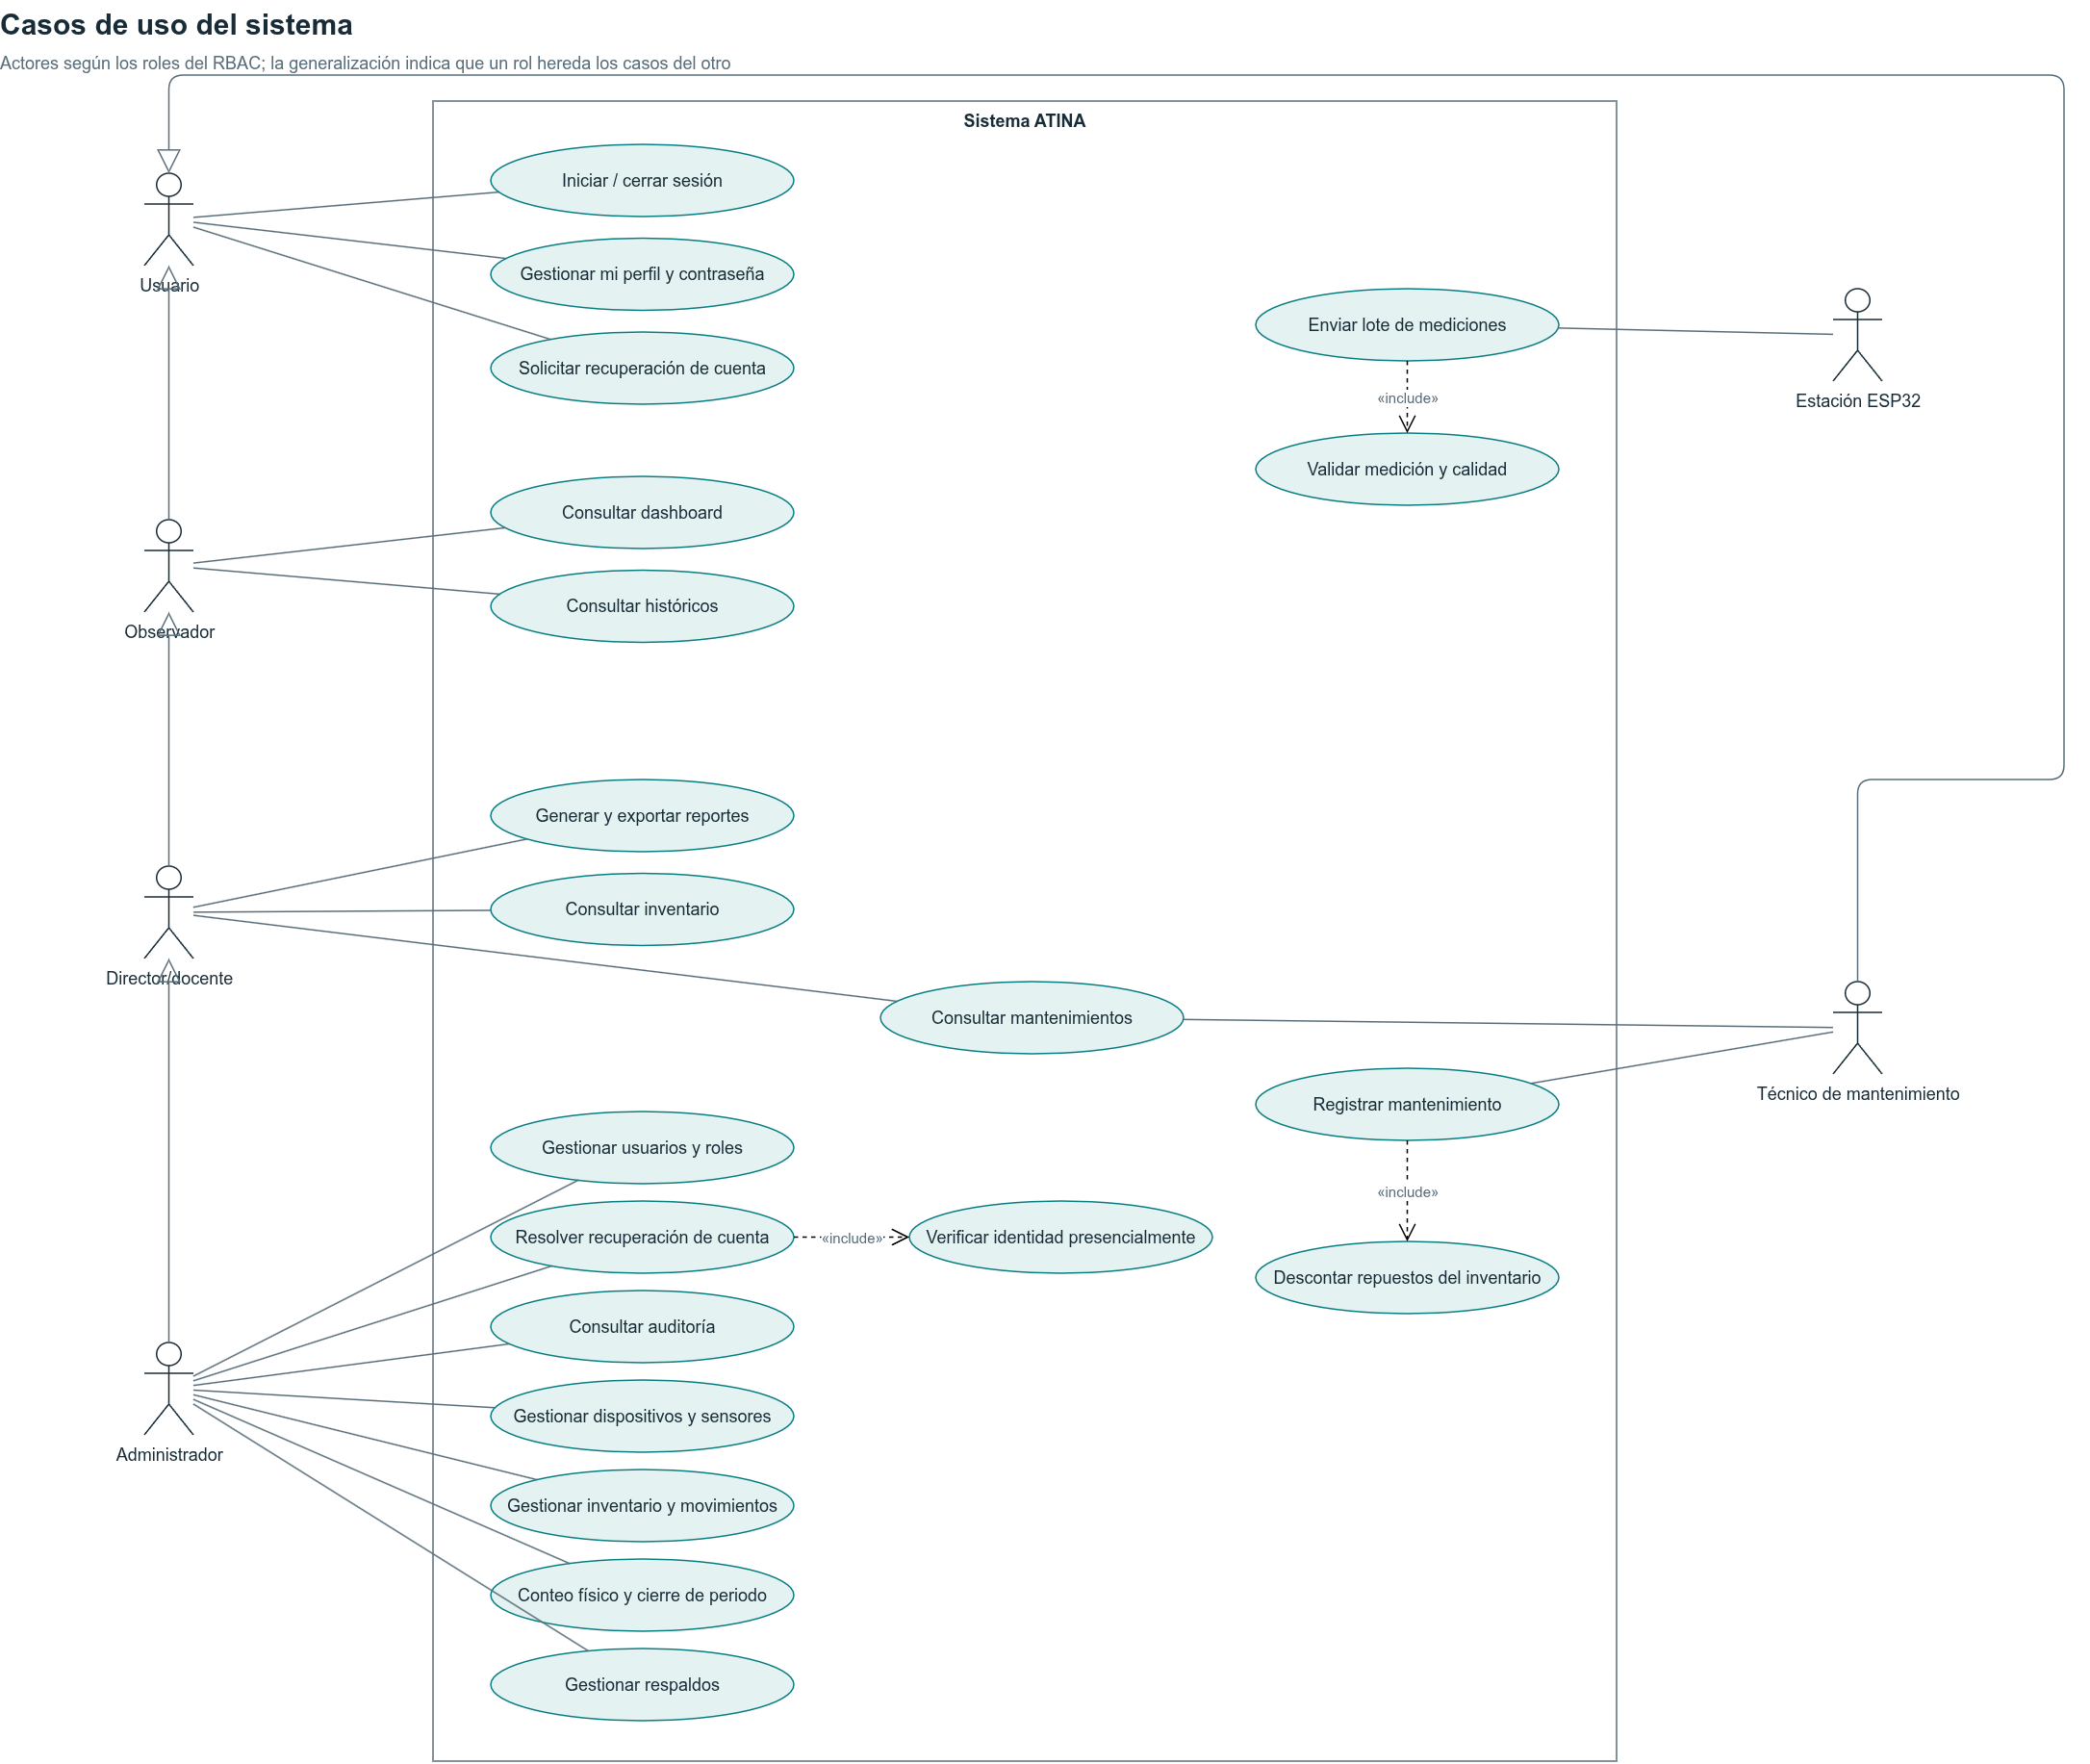 Casos de uso del sistema
Actores según los roles del RBAC; la generalización indica que un rol hereda los casos del otro
Sistema ATINA
Iniciar / cerrar sesión
Gestionar mi perfil y contraseña
Usuario
Enviar lote de mediciones
Solicitar recuperación de cuenta
«include»
Estación ESP32
Validar medición y calidad
Consultar dashboard
Consultar históricos
Observador
Generar y exportar reportes
Consultar inventario
Director/docente
Consultar mantenimientos
Técnico de mantenimiento
Registrar mantenimiento
Gestionar usuarios y roles
«include»
Resolver recuperación de cuenta
«include»
Verificar identidad presencialmente
Descontar repuestos del inventario
Consultar auditoría
Gestionar dispositivos y sensores
Administrador
Gestionar inventario y movimientos
Conteo físico y cierre de periodo
Gestionar respaldos